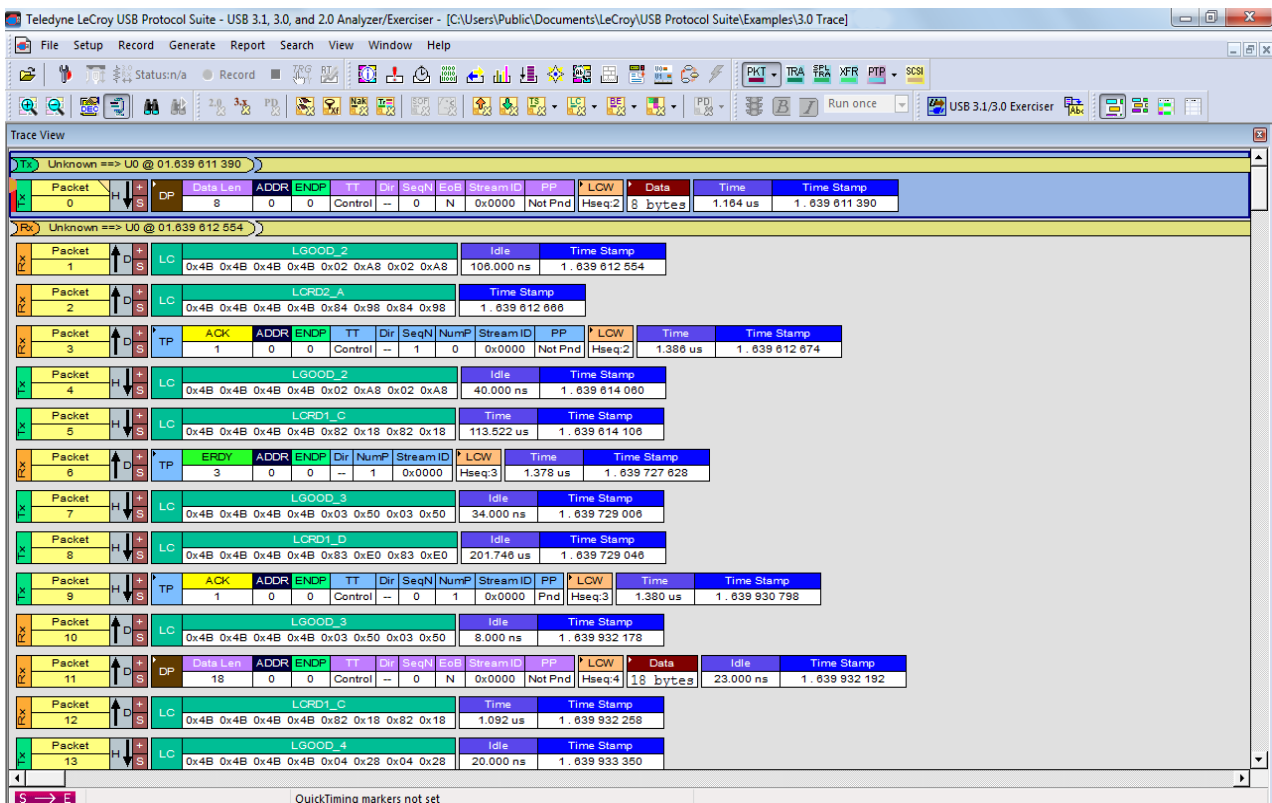 Teledyne LeCroy USB Protocol Suite - USB 3.1, 3.0, and 2.0 Analyzer/Exerciser - [C:\Users\Public\Documents\LeCroy\USB Protocol Suite\Examples\3.0 Trace]
File Setup Record Generate Report Search View Window Help
Status:n/a Record PKT TRA XFR PTP SCSI
Run once USB 3.1/3.0 Exerciser
Trace View
Tx Unknown ==> U0 @ 01.639 611 390
Packet H + DP Data Len ADDR ENDP TT Dir SeqN EoB Stream ID PP LCW Data Time Time Stamp
Tx 0 S 8 0 0 Control -- 0 N 0x0000 Not Pnd Hseq:2 8 bytes 1.164 us 1 . 639 611 390
Rx Unknown ==> U0 @ 01.639 612 554
Packet D + LC LGOOD_2 Idle Time Stamp
Rx 1 S 0x4B 0x4B 0x4B 0x4B 0x02 0xA8 0x02 0xA8 106.000 ns 1 . 639 612 554
Packet D + LC LCRD2_A Time Stamp
Rx 2 S 0x4B 0x4B 0x4B 0x4B 0x84 0x98 0x84 0x98 1 . 639 612 666
Packet D + TP ACK ADDR ENDP TT Dir SeqN NumP Stream ID PP LCW Time Time Stamp
Rx 3 S 1 0 0 Control -- 1 0 0x0000 Not Pnd Hseq:2 1.386 us 1 . 639 612 674
Packet H + LC LGOOD_2 Idle Time Stamp
Tx 4 S 0x4B 0x4B 0x4B 0x4B 0x02 0xA8 0x02 0xA8 40.000 ns 1 . 639 614 060
Packet H + LC LCRD1_C Time Time Stamp
Tx 5 S 0x4B 0x4B 0x4B 0x4B 0x82 0x18 0x82 0x18 113.522 us 1 . 639 614 106
Packet D + TP ERDY ADDR ENDP Dir NumP Stream ID LCW Time Time Stamp
Rx 6 S 3 0 0 -- 1 0x0000 Hseq:3 1.378 us 1 . 639 727 628
Packet H + LC LGOOD_3 Idle Time Stamp
Tx 7 S 0x4B 0x4B 0x4B 0x4B 0x03 0x50 0x03 0x50 34.000 ns 1 . 639 729 006
Packet H + LC LCRD1_D Idle Time Stamp
Tx 8 S 0x4B 0x4B 0x4B 0x4B 0x83 0xE0 0x83 0xE0 201.746 us 1 . 639 729 046
Packet H + TP ACK ADDR ENDP TT Dir SeqN NumP Stream ID PP LCW Time Time Stamp
Tx 9 S 1 0 0 Control -- 0 1 0x0000 Pnd Hseq:3 1.380 us 1 . 639 930 798
Packet D + LC LGOOD_3 Idle Time Stamp
Rx 10 S 0x4B 0x4B 0x4B 0x4B 0x03 0x50 0x03 0x50 8.000 ns 1 . 639 932 178
Packet D + DP Data Len ADDR ENDP TT Dir SeqN EoB Stream ID PP LCW Data Idle Time Stamp
Rx 11 S 18 0 0 Control -- 0 N 0x0000 Not Pnd Hseq:4 18 bytes 23.000 ns 1 . 639 932 192
Packet D + LC LCRD1_C Time Time Stamp
Rx 12 S 0x4B 0x4B 0x4B 0x4B 0x82 0x18 0x82 0x18 1.092 us 1 . 639 932 258
Packet H + LC LGOOD_4 Idle Time Stamp
Tx 13 S 0x4B 0x4B 0x4B 0x4B 0x04 0x28 0x04 0x28 20.000 ns 1 . 639 933 350
S → E QuickTiming markers not set